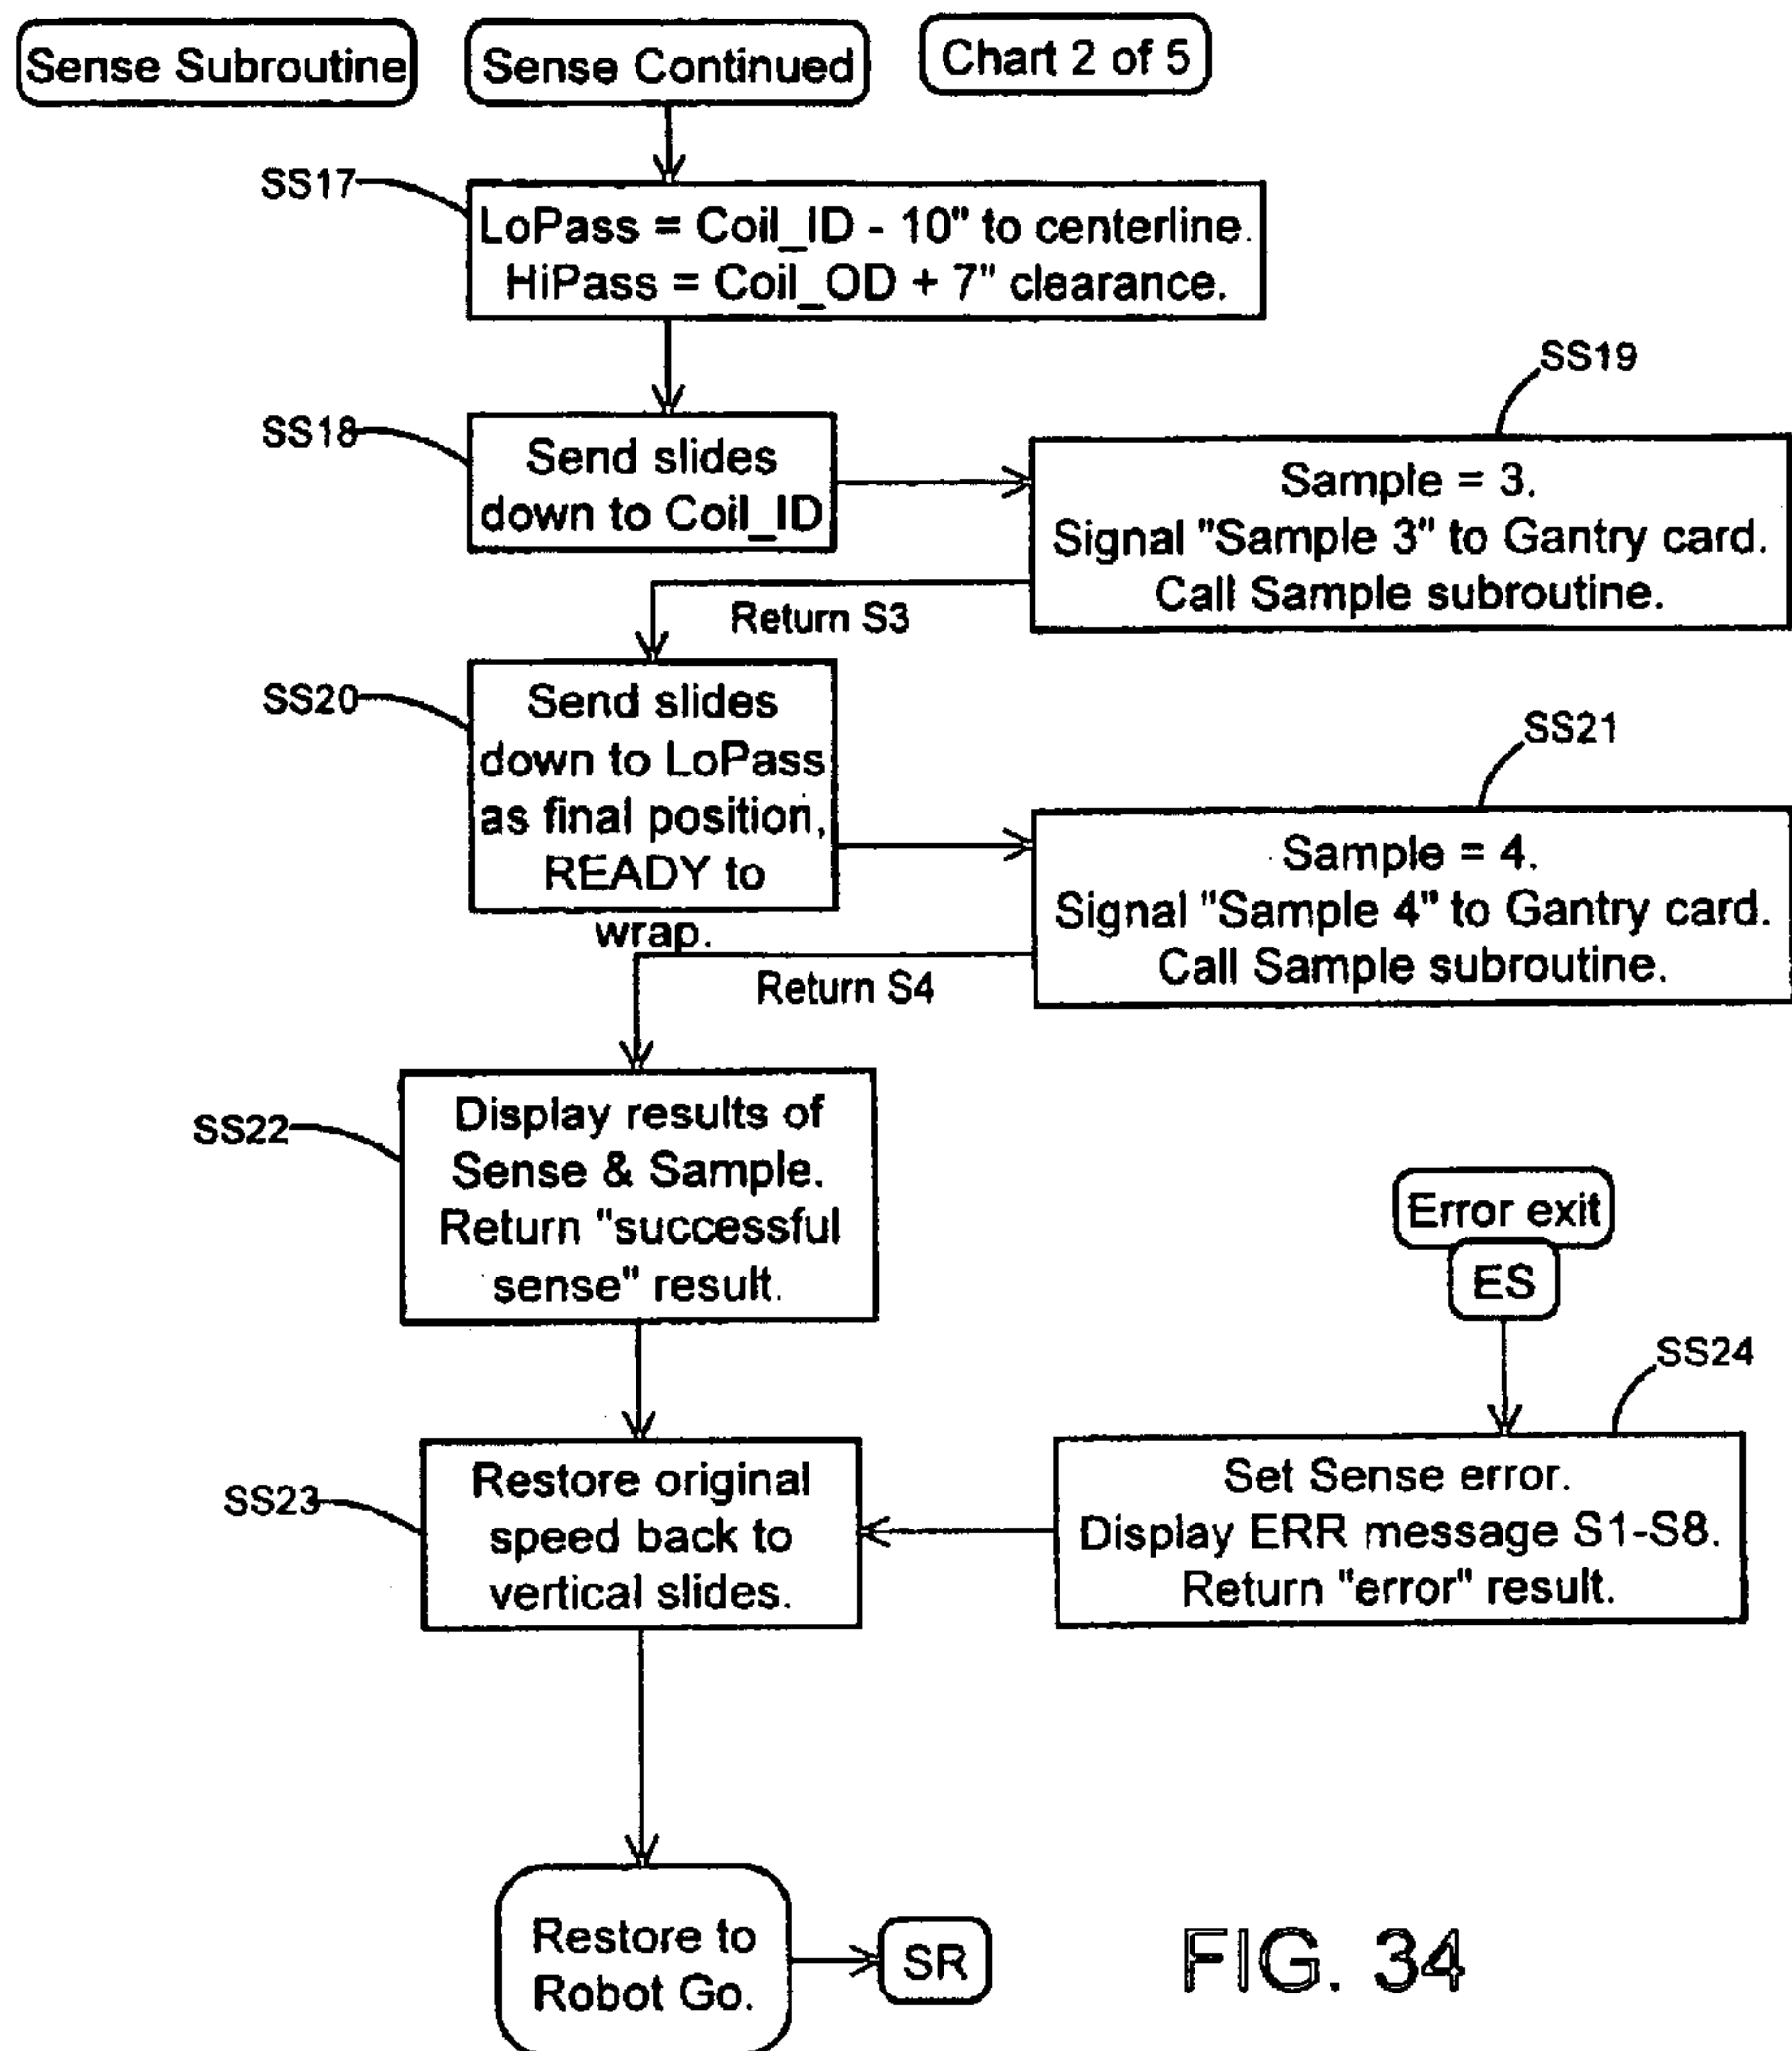 Sense Subroutine
Sense Continued
Chart 2 of 5
SS17
LoPass = Coil_ID - 10" to centerline.
HiPass = Coil_OD + 7" clearance.
SS18
Send slides
down to Coil_ID
SS19
Sample = 3.
Signal "Sample 3" to Gantry card.
Call Sample subroutine.
Return S3
SS20
Send slides
down to LoPass
as final position,
READY to
wrap.
SS21
Sample = 4.
Signal "Sample 4" to Gantry card.
Call Sample subroutine.
Return S4
SS22
Display results of
Sense & Sample.
Return "successful
sense" result.
Error exit
ES
SS24
Set Sense error.
Display ERR message S1-S8.
Return "error" result.
SS23
Restore original
speed back to
vertical slides.
Restore to
Robot Go.
SR
FIG. 34